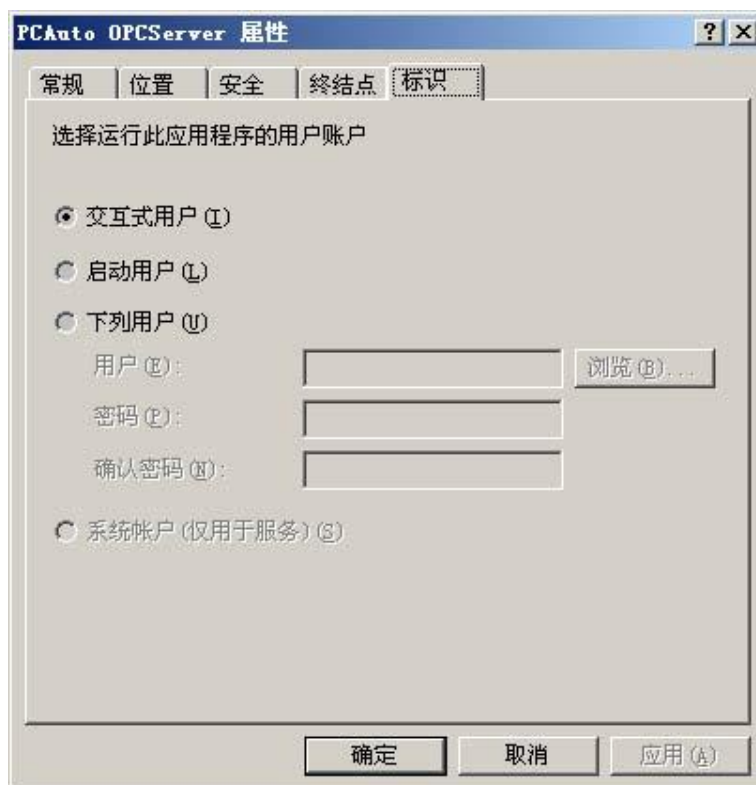 PCAuto OPCServer 属性
常规 位置 安全 终结点 标识
选择运行此应用程序的用户账户
交互式用户(I)
启动用户(L)
下列用户(U)
用户(E):
浏览(B)...
密码(P):
确认密码(N):
系统帐户(仅用于服务)(S)
确定 取消 应用(A)